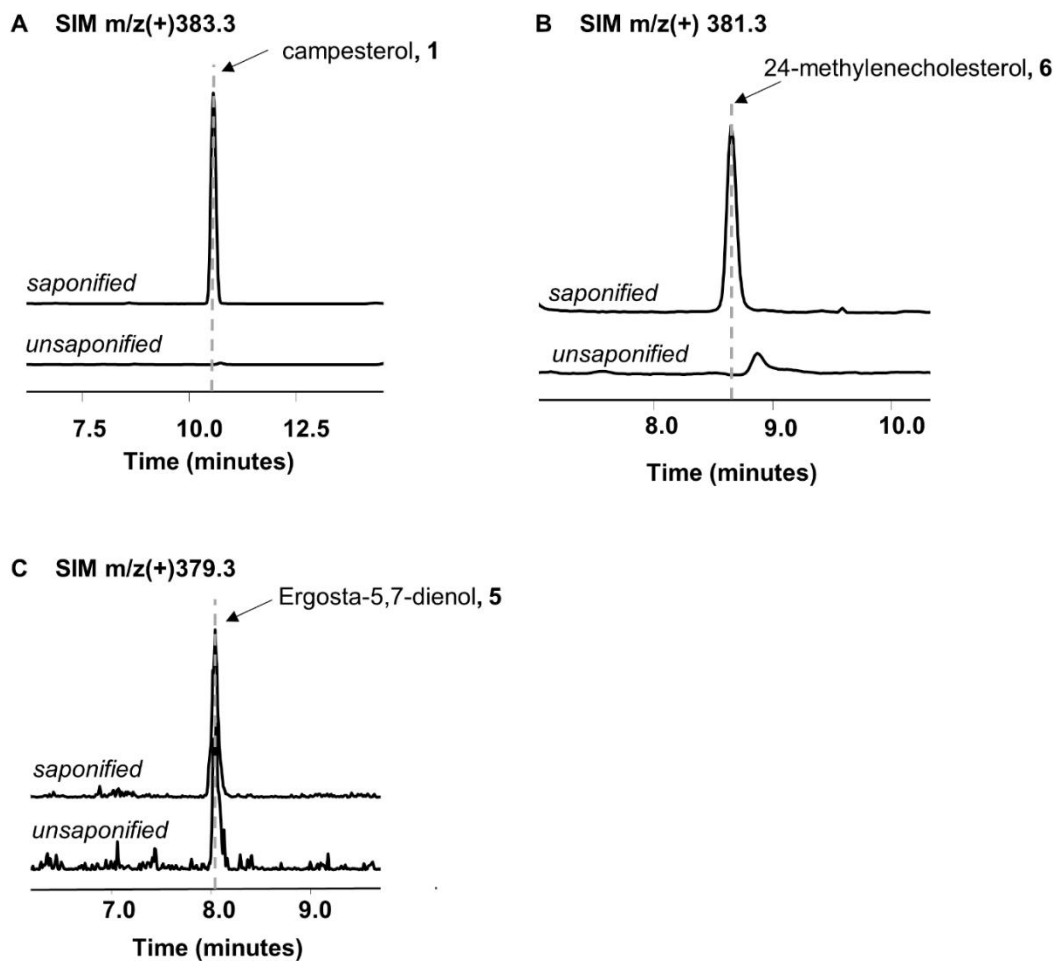 A SIM m/z(+)383.3
campesterol, 1
saponified
unsaponified
7.5 10.0 12.5
Time (minutes)
B SIM m/z(+) 381.3
24-methylenecholesterol, 6
saponified
unsaponified
8.0 9.0 10.0
Time (minutes)
C SIM m/z(+)379.3
Ergosta-5,7-dienol, 5
saponified
unsaponified
7.0 8.0 9.0
Time (minutes)